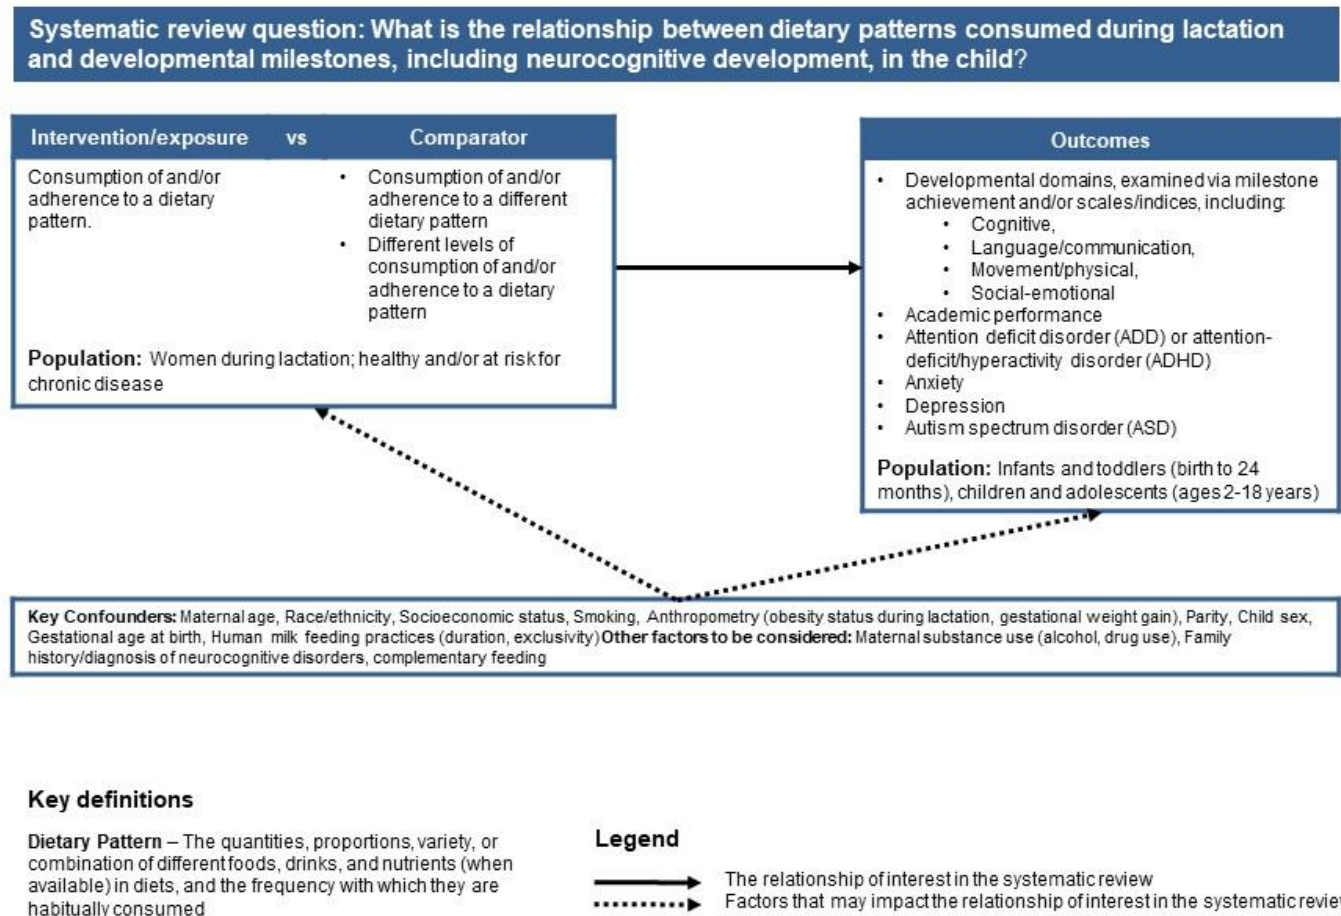 Systematic review question: What is the relationship between dietary patterns consumed during lactation
and developmental milestones, including neurocognitive development, in the child?
Intervention/exposure vs Comparator
Consumption of and/or
adherence to a dietary
pattern.
• Consumption of and/or
adherence to a different
dietary pattern
• Different levels of
consumption of and/or
adherence to a dietary
pattern
Population: Women during lactation; healthy and/or at risk for
chronic disease
Outcomes
• Developmental domains, examined via milestone
achievement and/or scales/indices, including:
• Cognitive,
• Language/communication,
• Movement/physical,
• Social-emotional
• Academic performance
• Attention deficit disorder (ADD) or attention-
deficit/hyperactivity disorder (ADHD)
• Anxiety
• Depression
• Autism spectrum disorder (ASD)
Population: Infants and toddlers (birth to 24
months), children and adolescents (ages 2-18 years)
Key Confounders: Maternal age, Race/ethnicity, Socioeconomic status, Smoking, Anthropometry (obesity status during lactation, gestational weight gain), Parity, Child sex,
Gestational age at birth, Human milk feeding practices (duration, exclusivity) Other factors to be considered: Maternal substance use (alcohol, drug use), Family
history/diagnosis of neurocognitive disorders, complementary feeding
Key definitions
Dietary Pattern – The quantities, proportions, variety, or
combination of different foods, drinks, and nutrients (when
available) in diets, and the frequency with which they are
habitually consumed
Legend
The relationship of interest in the systematic review
Factors that may impact the relationship of interest in the systematic revie